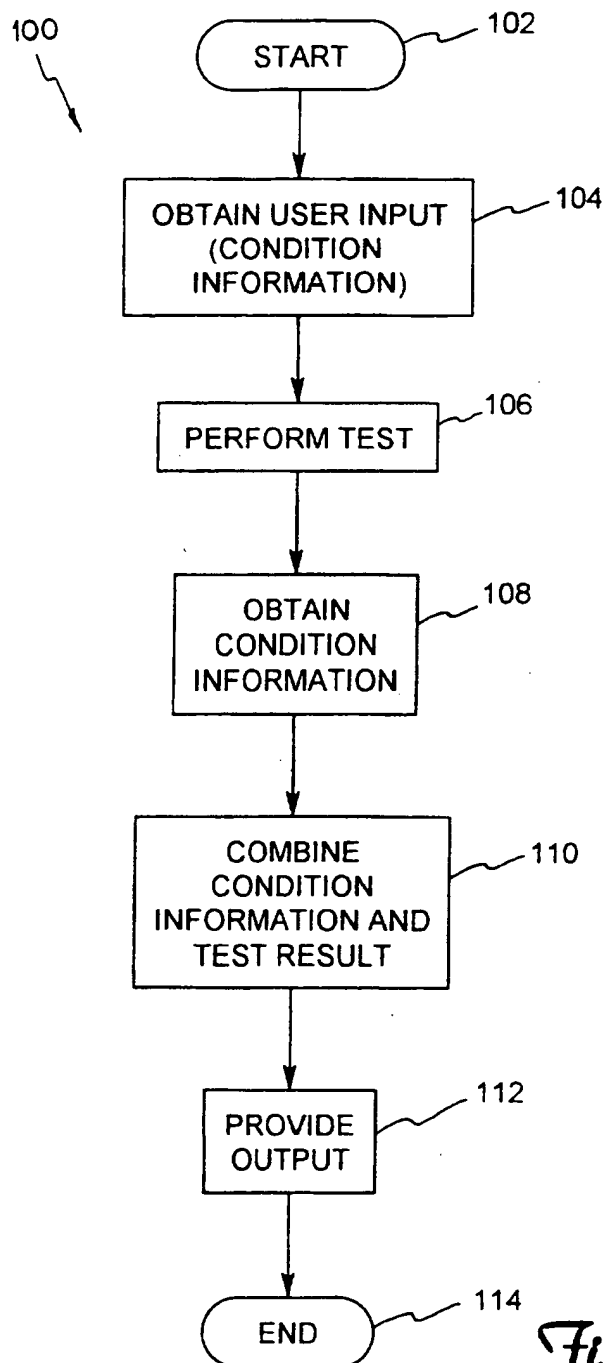 100
102
START
104
OBTAIN USER INPUT
(CONDITION
INFORMATION)
106
PERFORM TEST
108
OBTAIN
CONDITION
INFORMATION
110
COMBINE
CONDITION
INFORMATION AND
TEST RESULT
112
PROVIDE
OUTPUT
114
END